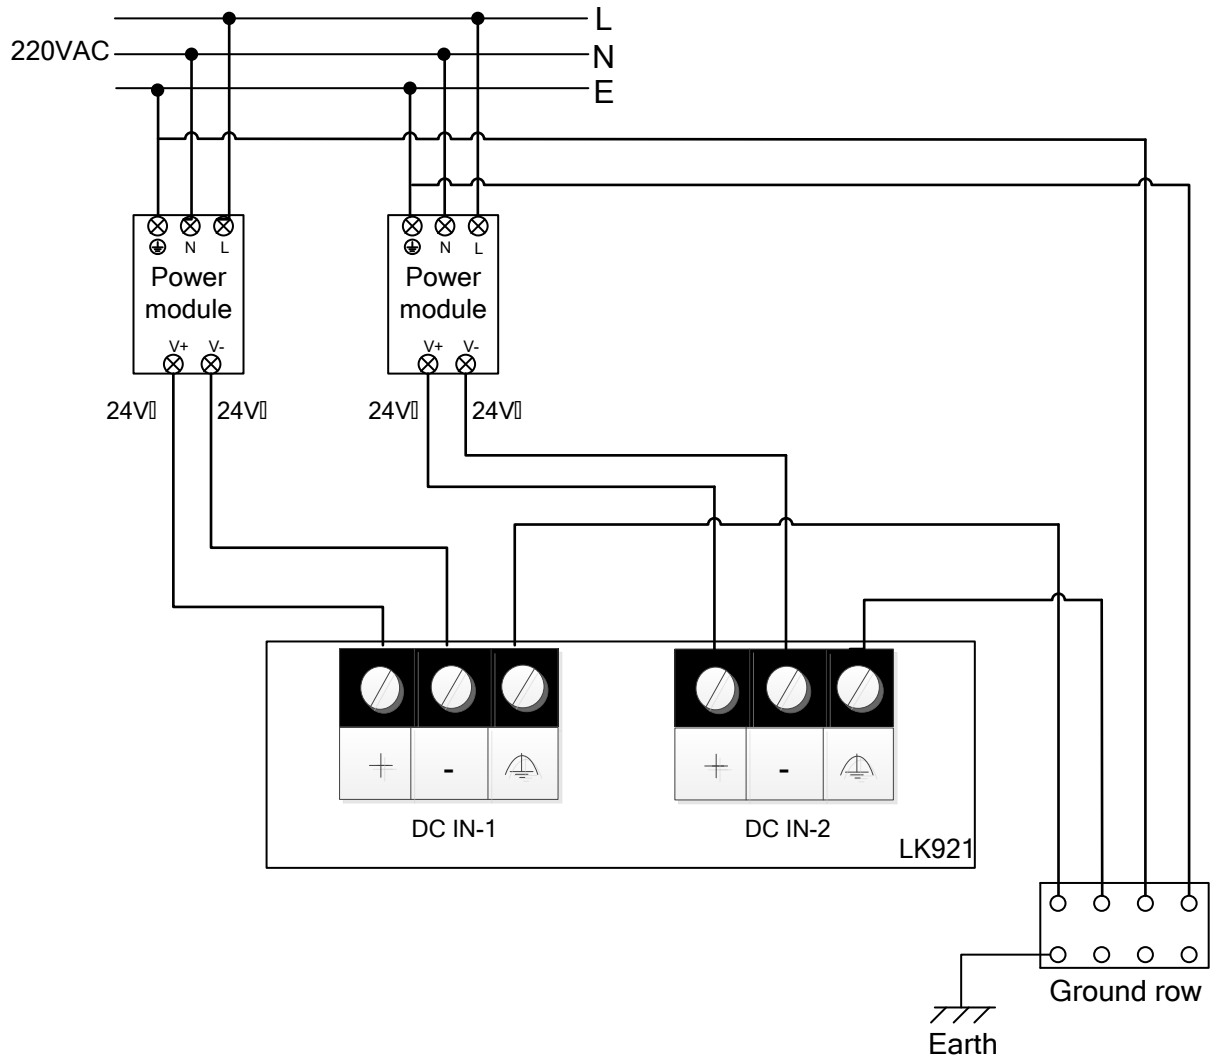 L
220VAC
N
E
N L
N L
Power
module
Power
module
V+ V-
V+ V-
24V
24V
24V
24V
+ -
+ -
DC IN-1
DC IN-2
LK921
Ground row
Earth